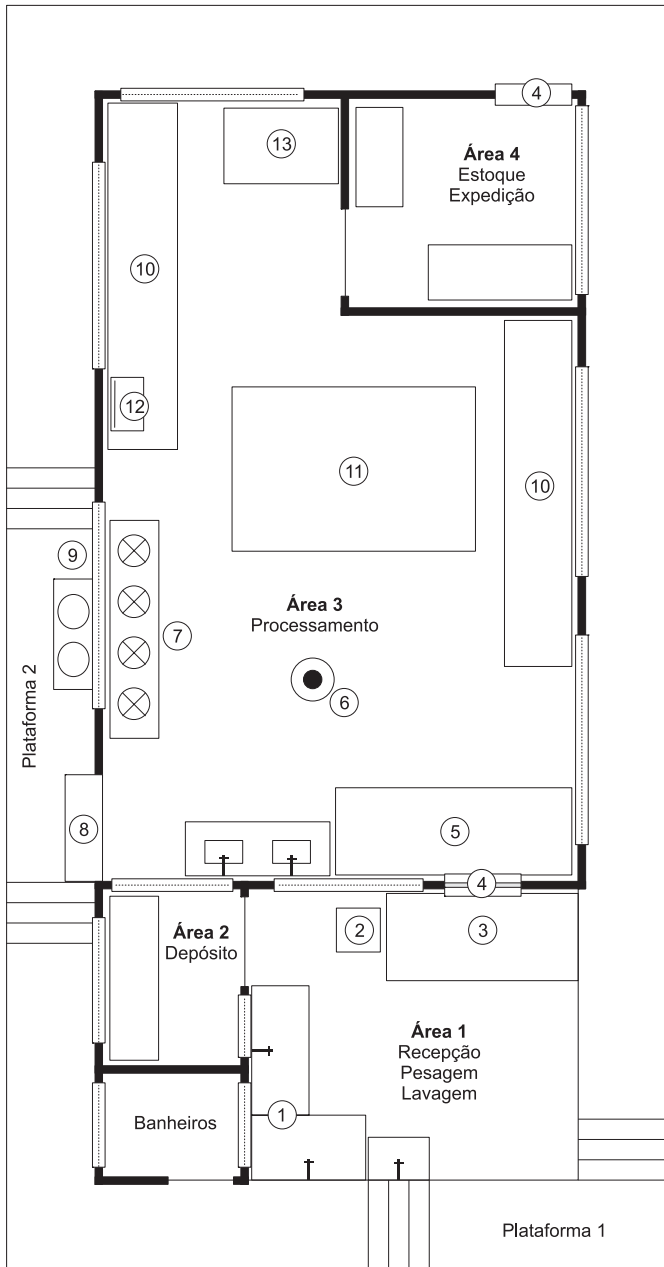 4
13
Área 4
Estoque
Expedição
10
12
11
10
9
Área 3
Processamento
7
6
Plataforma 2
8
5
4
Área 2
Depósito
2
3
Área 1
Recepção
Pesagem
Lavagem
1
Banheiros
Plataforma 1